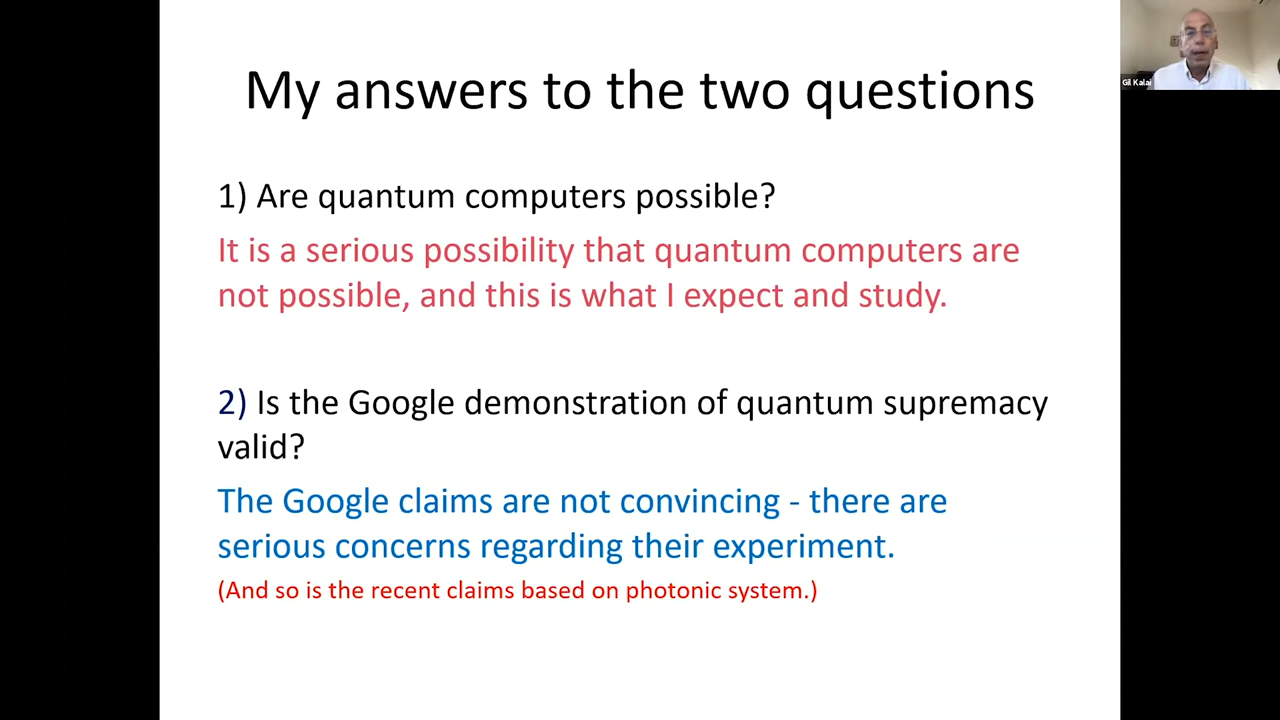 My answers to the two questions
Gil Kalai
1) Are quantum computers possible?
It is a serious possibility that quantum computers are
not possible, and this is what I expect and study.
2) Is the Google demonstration of quantum supremacy
valid?
The Google claims are not convincing - there are
serious concerns regarding their experiment.
(And so is the recent claims based on photonic system.)